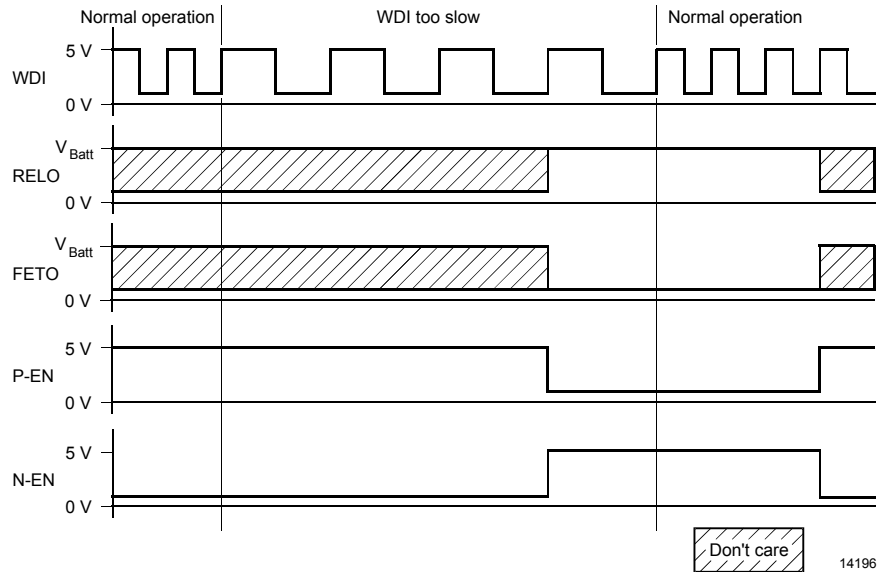 Normal operation
WDI too slow
Normal operation
5 V
WDI
0 V
V Batt
RELO
0 V
V Batt
FETO
0 V
5 V
P-EN
0 V
5 V
N-EN
0 V
Don't care
14196